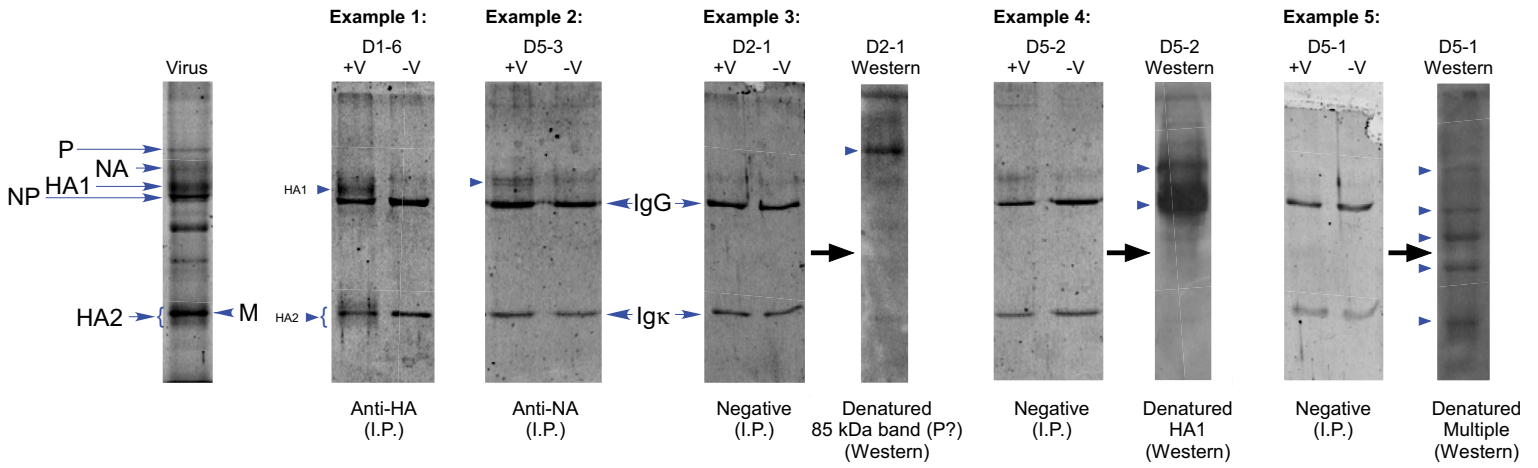 Example 1:
Example 2:
Example 3:
Example 4:
Example 5:
D1-6
D5-3
D2-1
D2-1
D5-2
D5-2
D5-1
D5-1
Virus
+V -V
+V -V
+V -V
Western
+V -V
Western
+V -V
Western
P
NA
HA1
NP
HA2
M
HA1
HA2
IgG
Igκ
Anti-HA
(I.P.)
Anti-NA
(I.P.)
Negative
(I.P.)
Denatured
85 kDa band (P?)
(Western)
Negative
(I.P.)
Denatured
HA1
(Western)
Negative
(I.P.)
Denatured
Multiple
(Western)